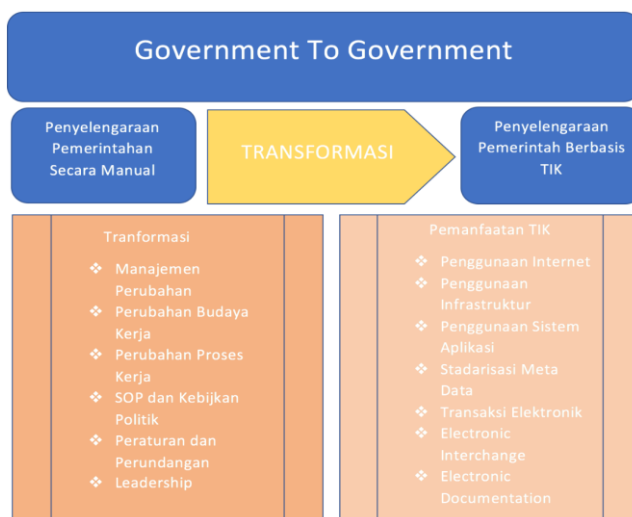 Government To Government
Penyelengaraan
Pemerintahan
Secara Manual
TRANSFORMASI
Penyelengaraan
Pemerintah Berbasis
TIK
Tranformasi
❖ Manajemen
Perubahan
❖ Perubahan Budaya
Kerja
❖ Perubahan Proses
Kerja
❖ SOP dan Kebijkan
Politik
❖ Peraturan dan
Perundangan
❖ Leadership
Pemanfaatan TIK
❖ Penggunaan Internet
❖ Penggunaan
Infrastruktur
❖ Penggunaan Sistem
Aplikasi
❖ Stadarisasi Meta
Data
❖ Transaksi Elektronik
❖ Electronic
Interchange
❖ Electronic
Documentation